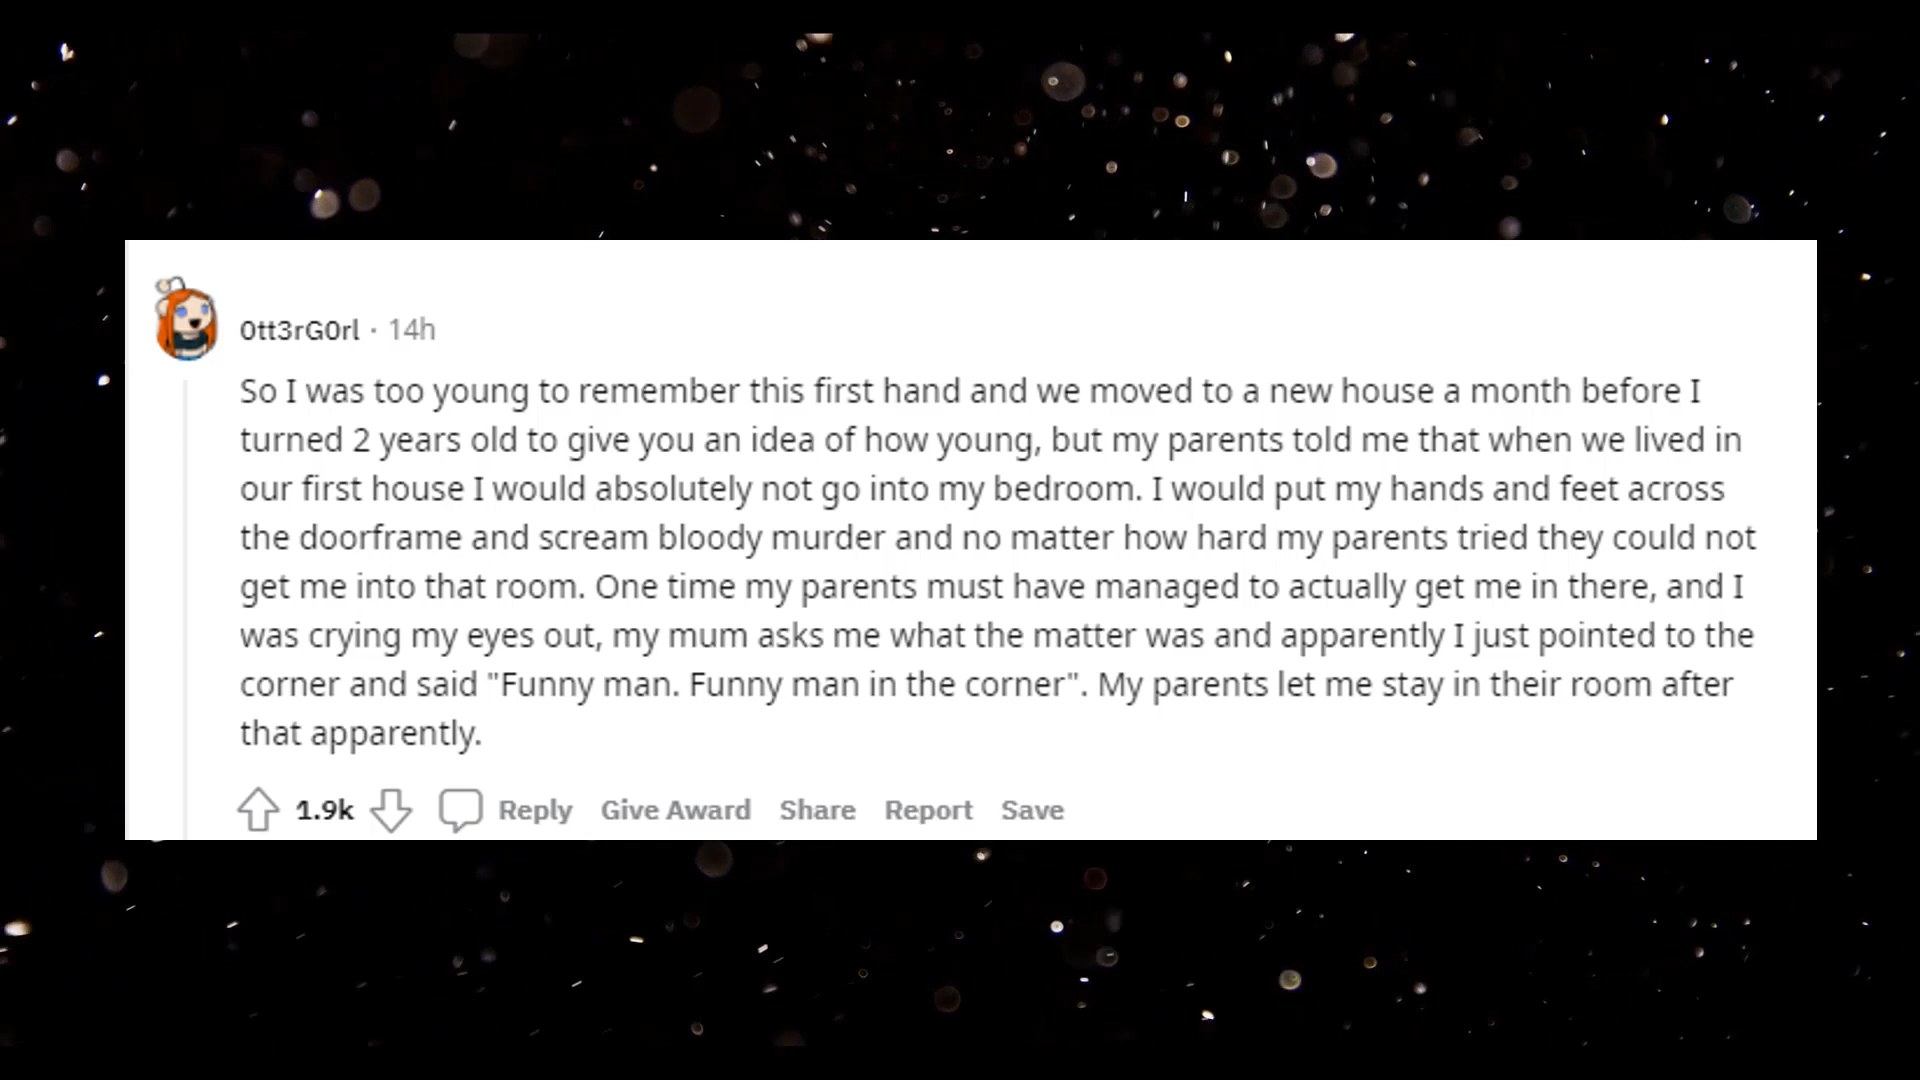 0tt3rG0rl · 14h
So I was too young to remember this first hand and we moved to a new house a month before I
turned 2 years old to give you an idea of how young, but my parents told me that when we lived in
our first house I would absolutely not go into my bedroom. I would put my hands and feet across
the doorframe and scream bloody murder and no matter how hard my parents tried they could not
get me into that room. One time my parents must have managed to actually get me in there, and I
was crying my eyes out, my mum asks me what the matter was and apparently I just pointed to the
corner and said "Funny man. Funny man in the corner". My parents let me stay in their room after
that apparently.
1.9k Reply Give Award Share Report Save